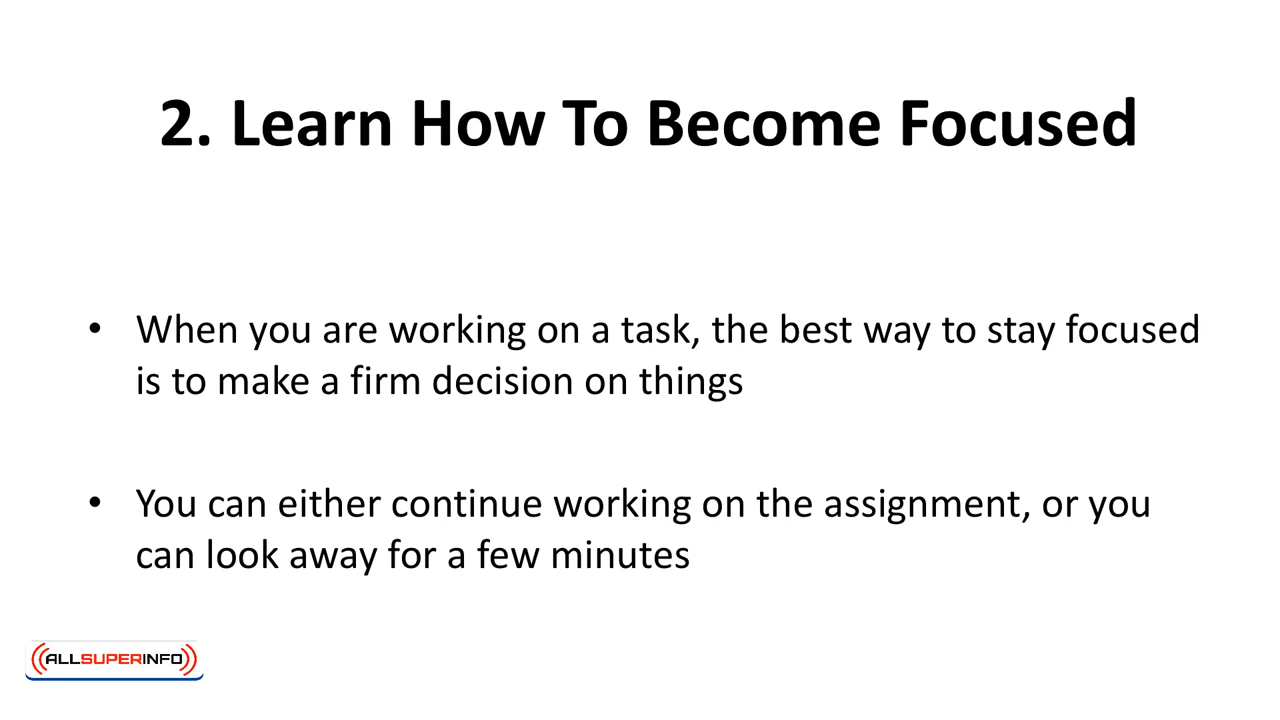 2. Learn How To Become Focused
• When you are working on a task, the best way to stay focused
is to make a firm decision on things
• You can either continue working on the assignment, or you
can look away for a few minutes
ALLSUPERINFO